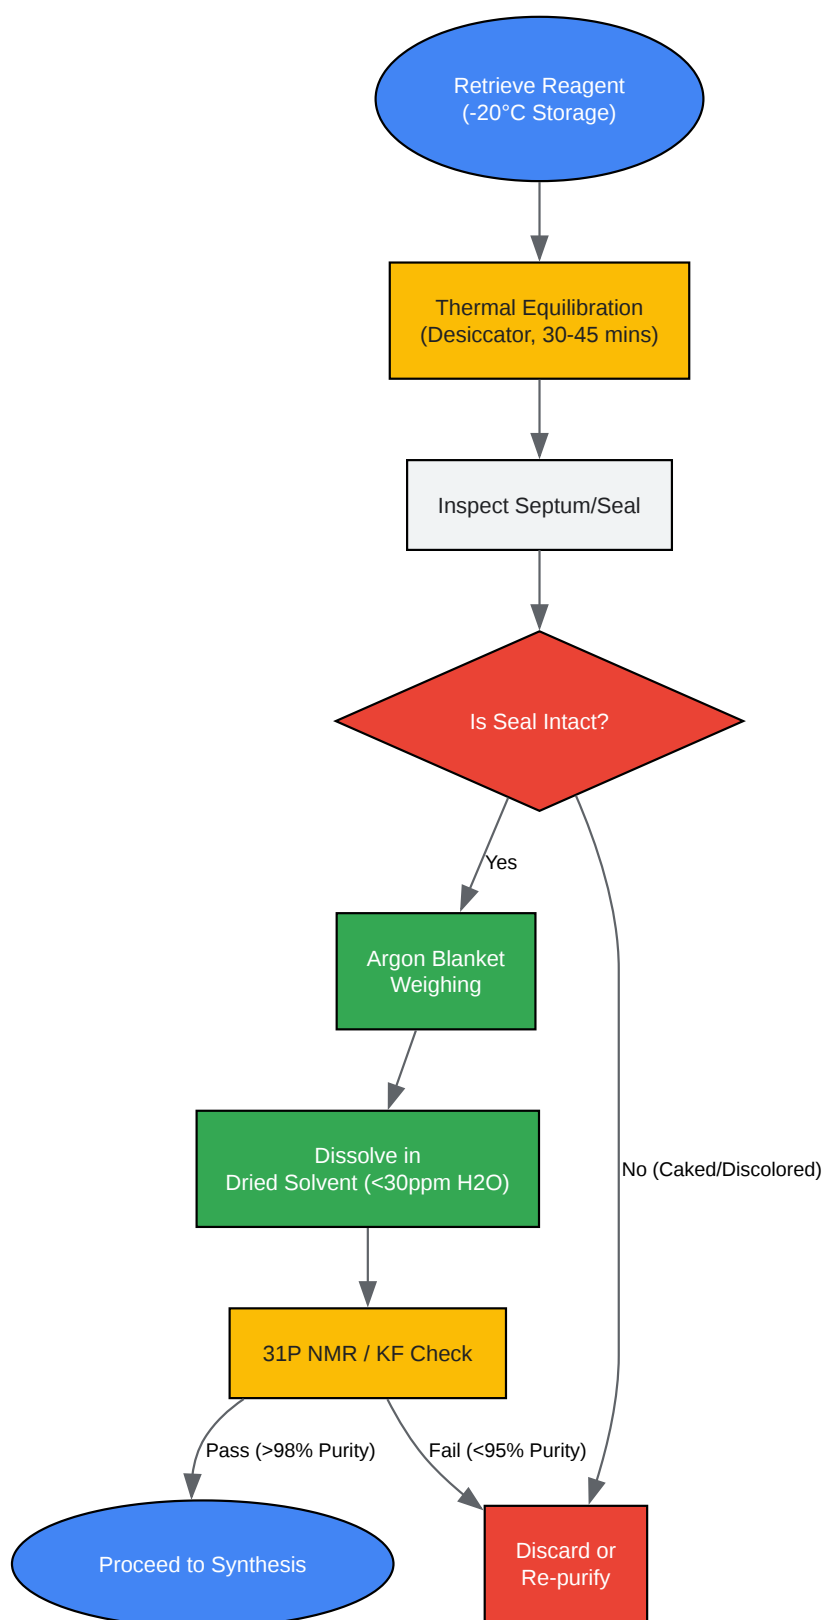 Retrieve Reagent
(-20°C Storage)
Thermal Equilibration
(Desiccator, 30-45 mins)
Inspect Septum/Seal
Is Seal Intact?
Yes
Argon Blanket
Weighing
Dissolve in
Dried Solvent (<30ppm H2O)
No (Caked/Discolored)
31P NMR / KF Check
Pass (>98% Purity)
Fail (<95% Purity)
Proceed to Synthesis
Discard or
Re-purify